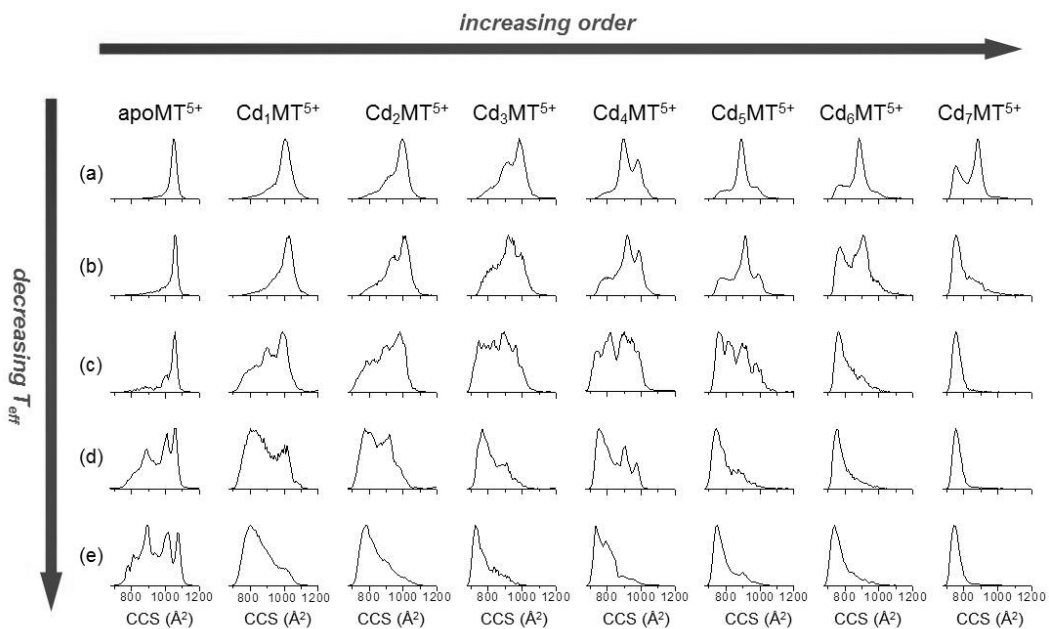 increasing order
decreasing Teff
apoMT5+ Cd1MT5+ Cd2MT5+ Cd3MT5+ Cd4MT5+ Cd5MT5+ Cd6MT5+ Cd7MT5+
(a)
(b)
(c)
(d)
(e)
800 1000 1200 800 1000 1200 800 1000 1200 800 1000 1200 800 1000 1200 800 1000 1200 800 1000 1200 800 1000 1200
CCS (Å2) CCS (Å2) CCS (Å2) CCS (Å2) CCS (Å2) CCS (Å2) CCS (Å2) CCS (Å2)